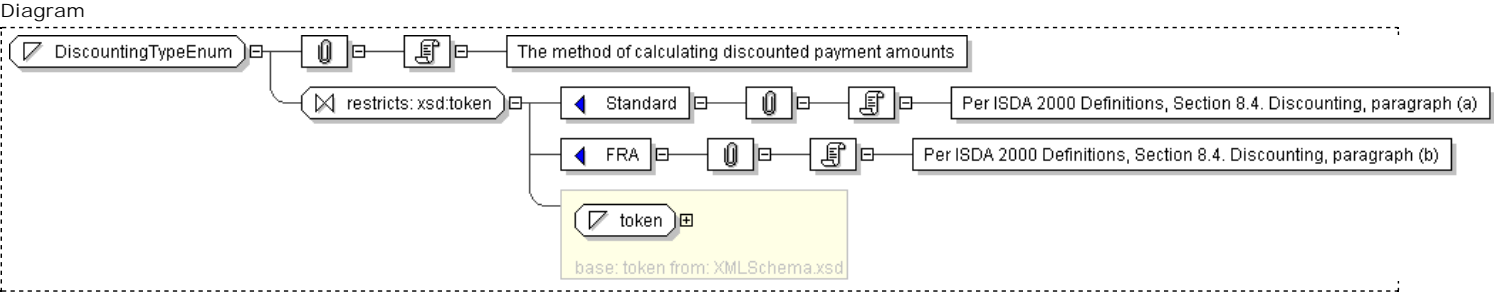 Diagram
DiscountingTypeEnum
The method of calculating discounted payment amounts
restricts: xsd:token
Standard
Per ISDA 2000 Definitions, Section 8.4. Discounting, paragraph (a)
FRA
Per ISDA 2000 Definitions, Section 8.4. Discounting, paragraph (b)
token
base: token from: XMLSchema.xsd